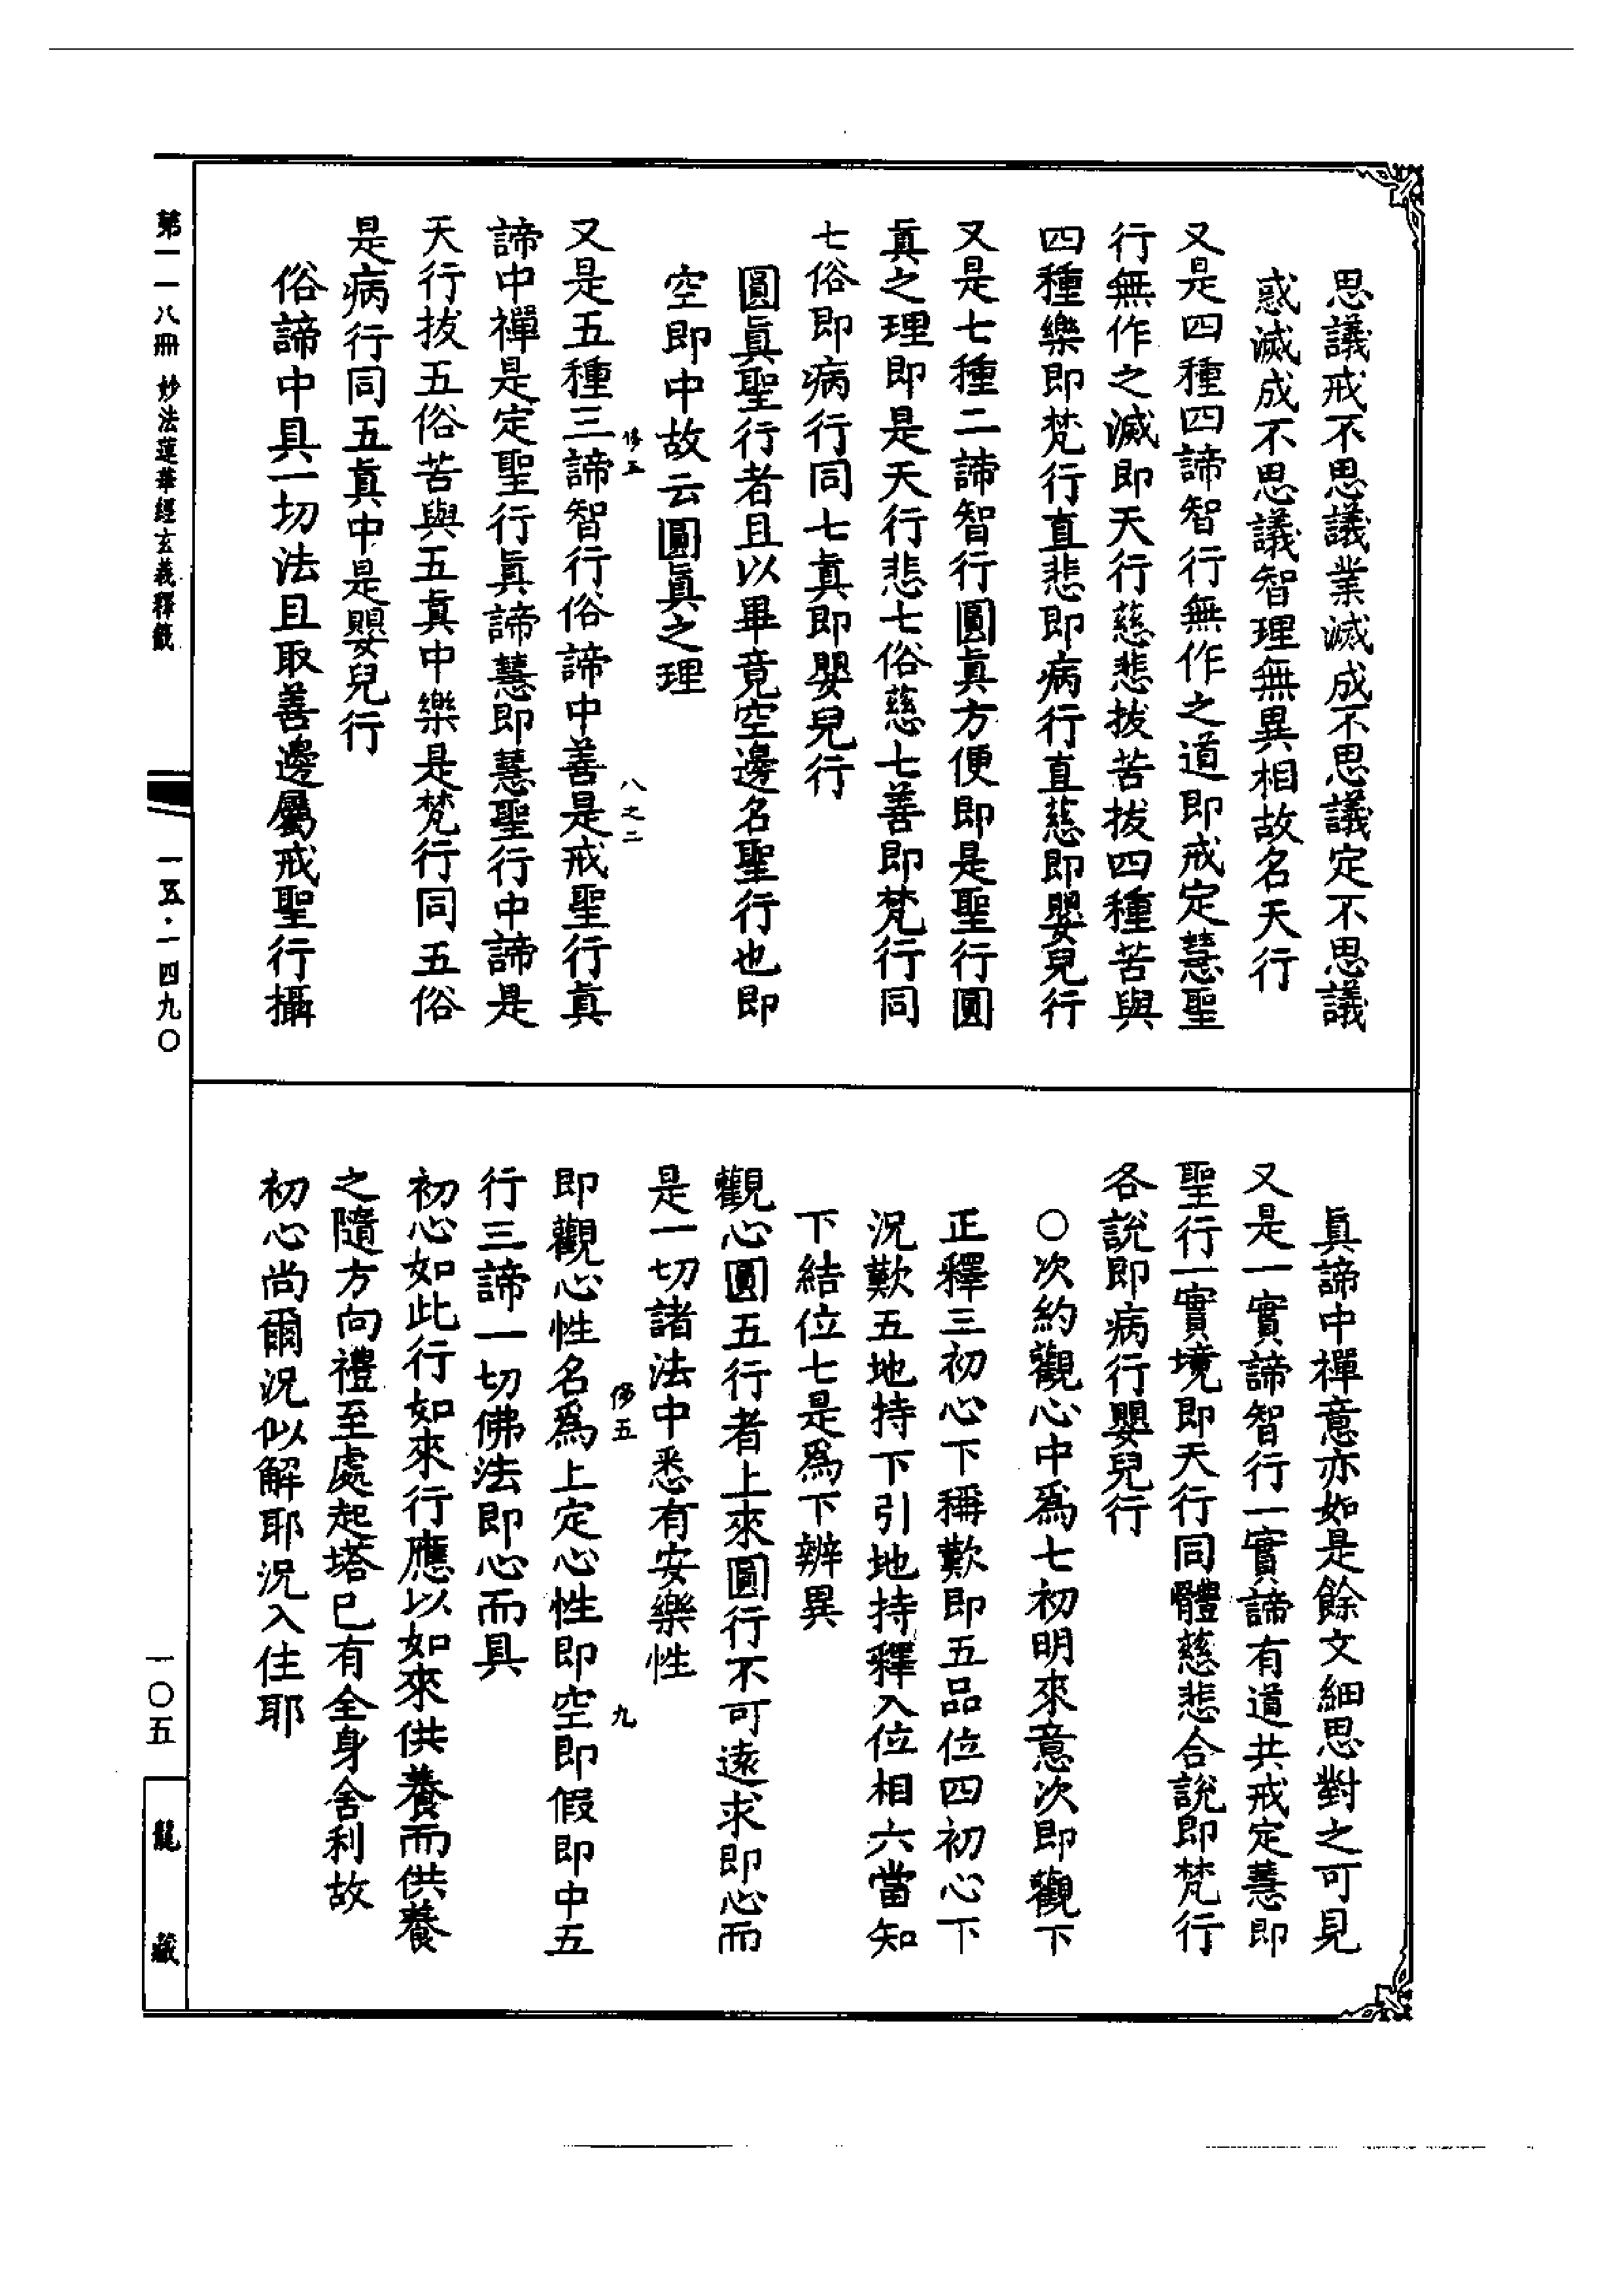 思議戒不思議業滅成不思議定不思議
惑滅成不思議智理無異相故名天行
又是四種四諦智行無作之道即戒定慧聖
行無作之滅即天行慈悲拔苦拔四種苦與
四種樂即梵行直悲即病行直慈即嬰兒行
又是七種二諦智行圓眞方便即是聖行圓
眞之理即是天行悲七俗慈七善即梵行同
七俗即病行同七眞即嬰兒行
圓眞聖行者且以畢竟空邊名聖行也即
空即中故云圓眞之理
八之二
又是五種三諦智行俗諦中善是戒聖行眞
諦中禪是定聖行眞諦慧即慧聖行中諦是
天行拔五俗苦與五眞中樂是梵行同五俗
是病行同五眞中是嬰兒行
俗諦中具一切法且取善邊屬戒聖行攝
眞諦中禪意亦如是餘文細思對之可見
又是一實諦智行一實諦有道共戒定慧即
聖行一實境即天行同體慈悲合說即梵行
各說即病行嬰兒行
○次約觀心中爲七初明來意次即觀下
正釋三初心下稱歎即五品位四初心下
況歎五地持下引地持釋入位相六當知
下結位七是爲下辨異
觀心圓五行者上來圓行不可遠求即心而
是一切諸法中悉有安樂性
九
即觀心性名爲上定心性即空即假即中五
行三諦一切佛法即心而具
初心如此行如來行應以如來供養而供養
之隨方向禮至處起塔已有全身舍利故
初心尚爾況似解耶況入住耶
第一一八冊 妙法蓮華經玄義釋籤
一五·一四九〇
一〇五
龍藏